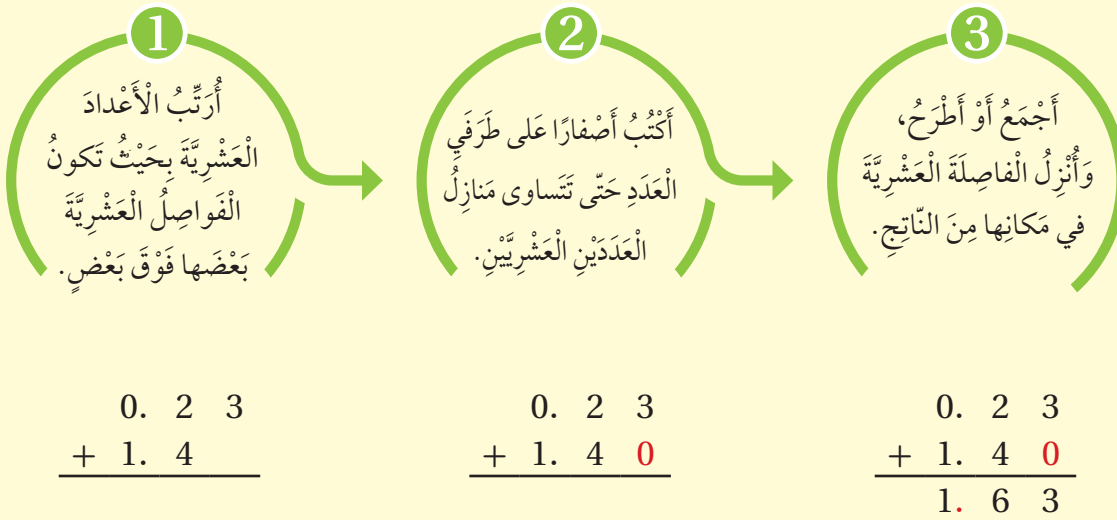 1
أُرَتِّبُ الْأَعْدادَ
الْعَشْرِيَّةَ بِحَيْثُ تَكونُ
الْفَواصِلُ الْعَشْرِيَّةَ
بَعْضَها فَوْقَ بَعْضٍ.
2
أَكْتُبُ أَصْفارًا عَلى طَرَفَيِ
الْعَدَدِ حَتّى تَتَساوى مَنازِلُ
الْعَدَدَيْنِ الْعَشْرِيَّيْنِ.
3
أَجْمَعُ أَوْ أَطْرَحُ،
وَأُنْزِلُ الْفاصِلَةَ الْعَشْرِيَّةَ
في مَكانِها مِنَ النّاتِجِ.
0. 2 3
+ 1. 4
0. 2 3
+ 1. 4 0
0. 2 3
+ 1. 4 0
1. 6 3